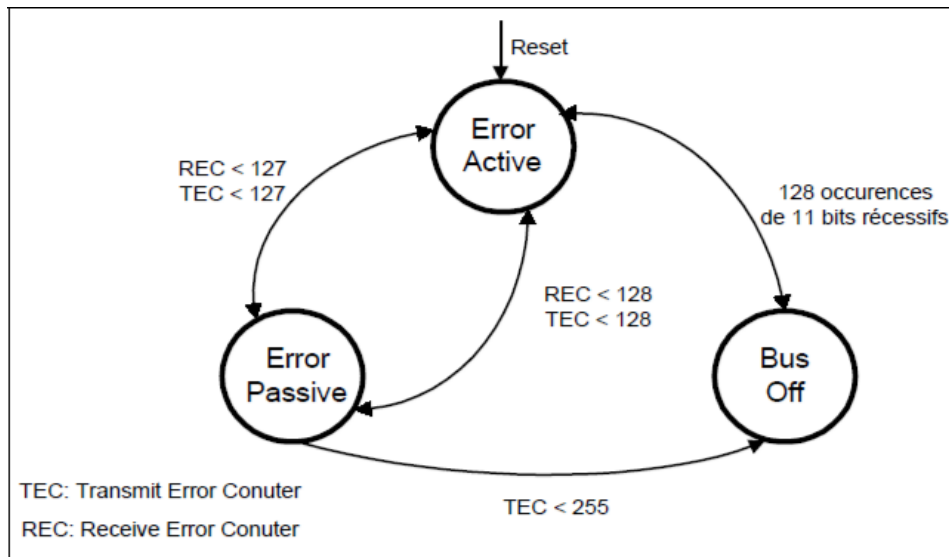 Reset
Error
Active
REC < 127
TEC < 127
128 occurences
de 11 bits récessifs
REC < 128
TEC < 128
Error
Passive
Bus
Off
TEC: Transmit Error Conuter
TEC < 255
REC: Receive Error Conuter